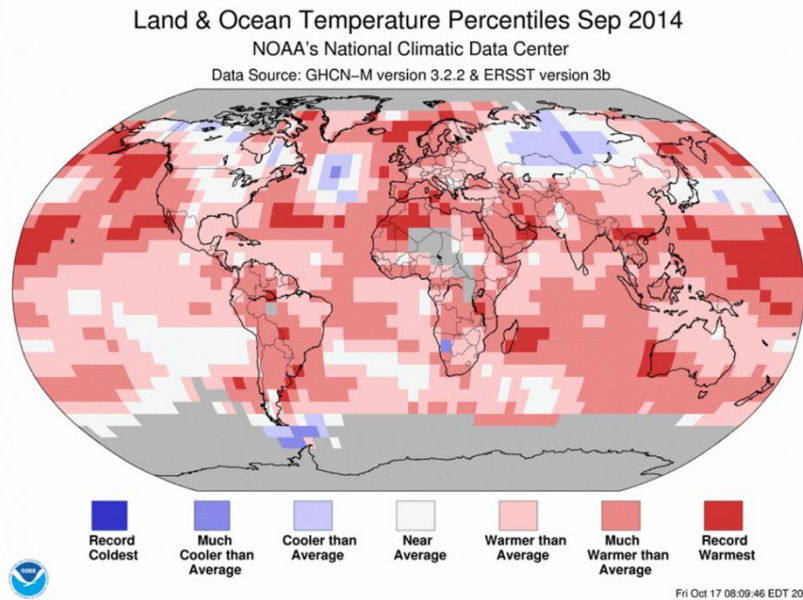 Land & Ocean Temperature Percentiles Sep 2014
NOAA's National Climatic Data Center
Data Source: GHCN–M version 3.2.2 & ERSST version 3b
Record
Coldest
Much
Cooler than
Average
Cooler than
Average
Near
Average
Warmer than
Average
Much
Warmer than
Average
Record
Warmest
NOAA
Fri Oct 17 08:09:46 EDT 20